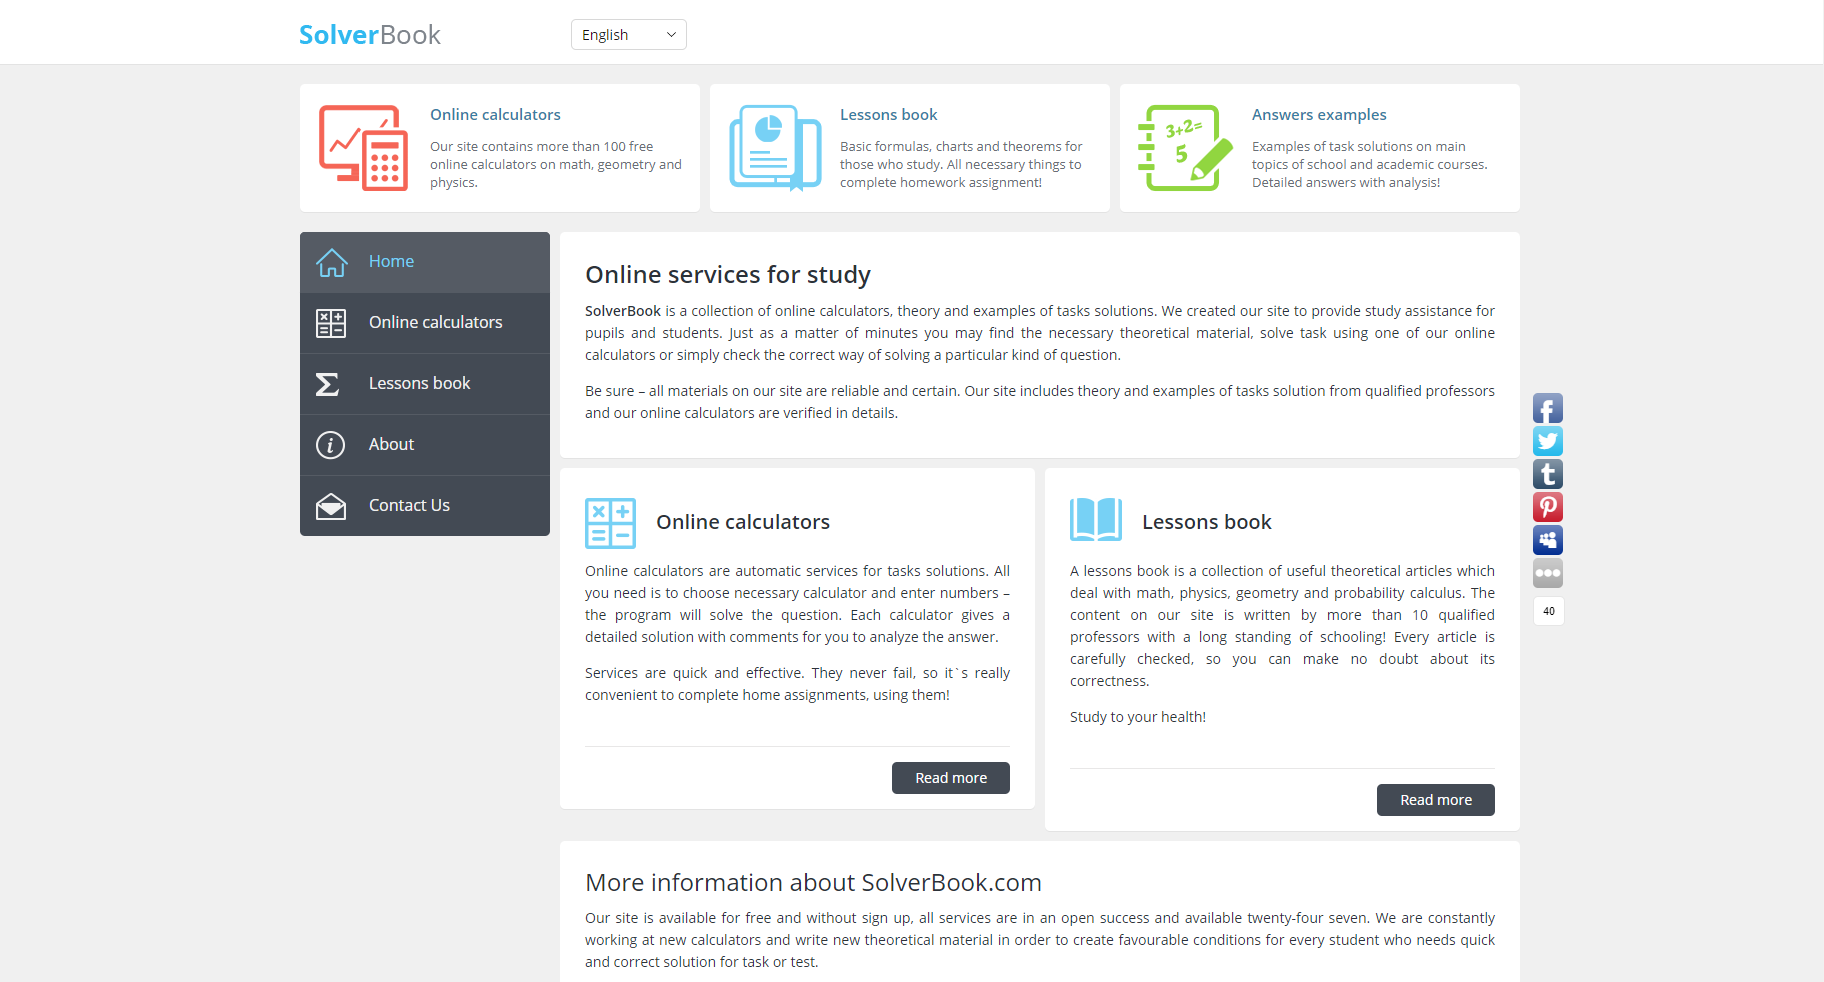 SolverBook
English
Online calculators
Our site contains more than 100 free
online calculators on math, geometry and
physics.
Lessons book
Basic formulas, charts and theorems for
those who study. All necessary things to
complete homework assignment!
3+2=
5
Answers examples
Examples of task solutions on main
topics of school and academic courses.
Detailed answers with analysis!
Home
Online calculators
Lessons book
About
Contact Us
Online services for study
SolverBook is a collection of online calculators, theory and examples of tasks solutions. We created our site to provide study assistance for
pupils and students. Just as a matter of minutes you may find the necessary theoretical material, solve task using one of our online
calculators or simply check the correct way of solving a particular kind of question.
Be sure – all materials on our site are reliable and certain. Our site includes theory and examples of tasks solution from qualified professors
and our online calculators are verified in details.
Online calculators
Online calculators are automatic services for tasks solutions. All
you need is to choose necessary calculator and enter numbers –
the program will solve the question. Each calculator gives a
detailed solution with comments for you to analyze the answer.
Services are quick and effective. They never fail, so it`s really
convenient to complete home assignments, using them!
Read more
Lessons book
A lessons book is a collection of useful theoretical articles which
deal with math, physics, geometry and probability calculus. The
content on our site is written by more than 10 qualified
professors with a long standing of schooling! Every article is
carefully checked, so you can make no doubt about its
correctness.
Study to your health!
Read more
40
More information about SolverBook.com
Our site is available for free and without sign up, all services are in an open success and available twenty-four seven. We are constantly
working at new calculators and write new theoretical material in order to create favourable conditions for every student who needs quick
and correct solution for task or test.